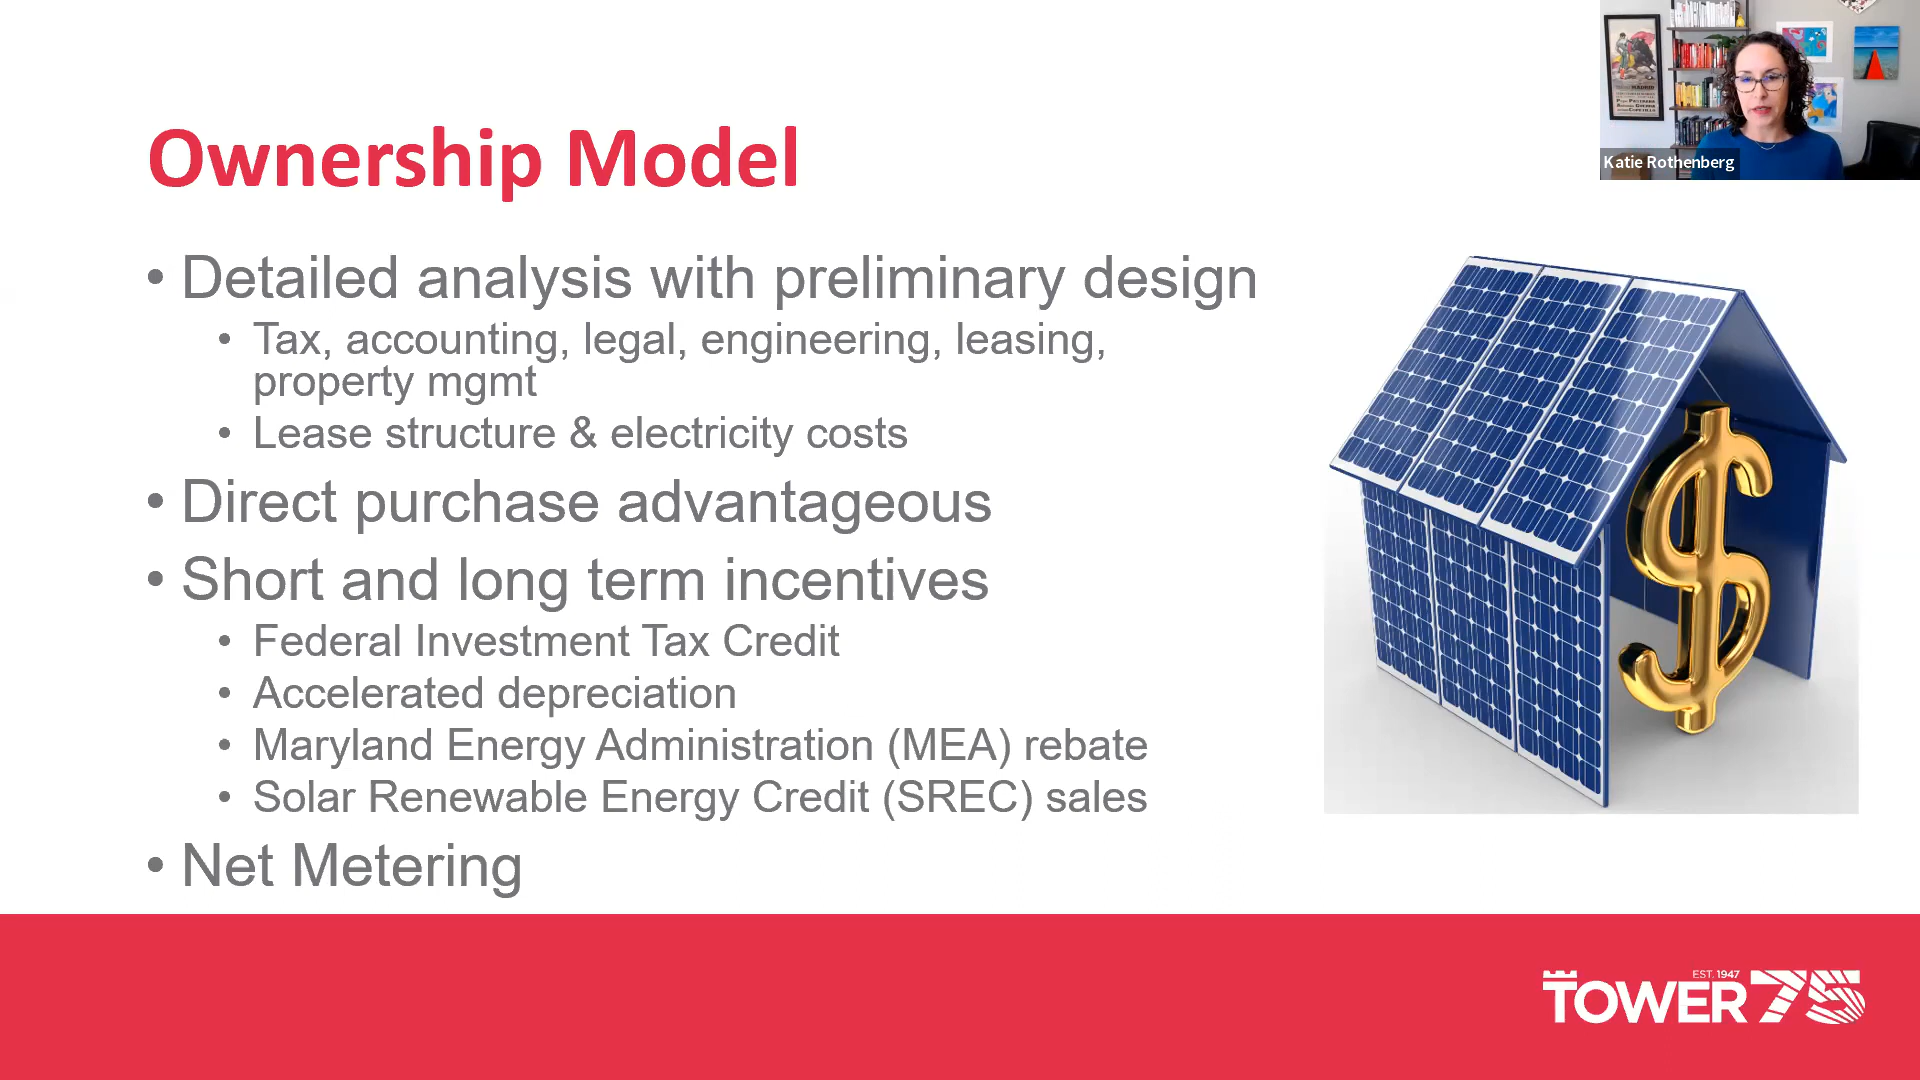 Ownership Model
• Detailed analysis with preliminary design
• Tax, accounting, legal, engineering, leasing,
property mgmt
• Lease structure & electricity costs
• Direct purchase advantageous
• Short and long term incentives
• Federal Investment Tax Credit
• Accelerated depreciation
• Maryland Energy Administration (MEA) rebate
• Solar Renewable Energy Credit (SREC) sales
• Net Metering
Katie Rothenberg
EST. 1947
TOWER 75